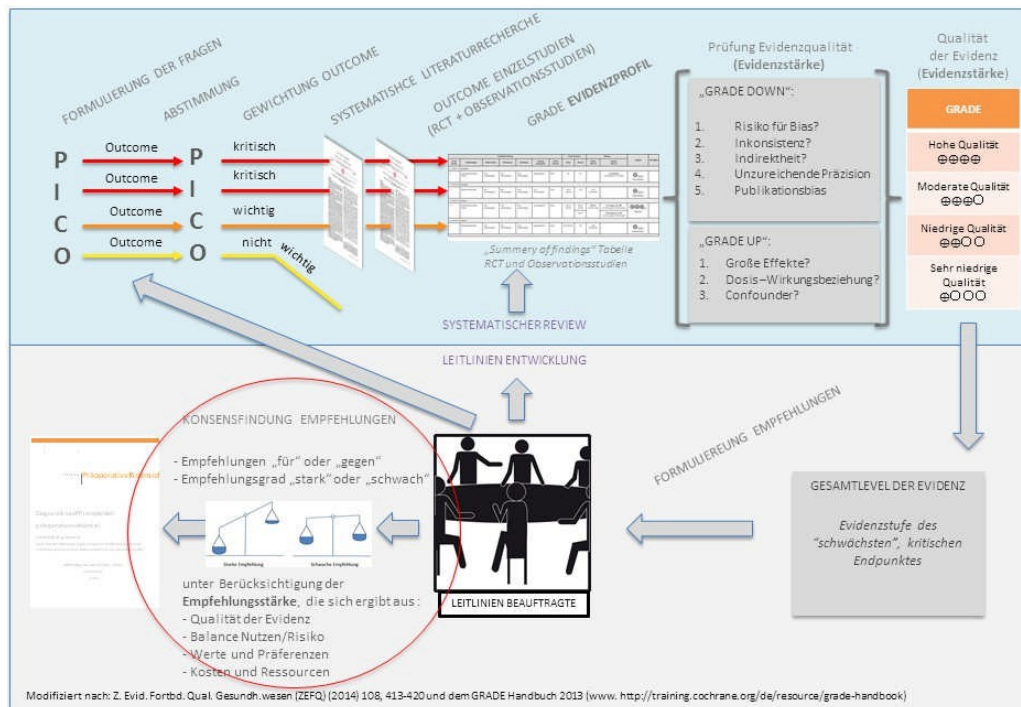 FORMULIERUNG DER FRAGEN
ABSTIMMUNG
GEWICHTUNG OUTCOME
SYSTEMATISHCE LITERATURRECHERCHE
OUTCOME EINZELSTUDIEN
(RCT + OBSERVATIONSSTUDIEN)
GRADE EVIDENZPROFIL
P Outcome P kritisch
I Outcome I kritisch
C Outcome C wichtig
O Outcome O nicht wichtig
„Summery of findings" Tabelle
RCT und Observationsstudien
Prüfung Evidenzqualität
(Evidenzstärke)
„GRADE DOWN":
1. Risiko für Bias?
2. Inkonsistenz?
3. Indirektheit?
4. Unzureichende Präzision
5. Publikationsbias
„GRADE UP":
1. Große Effekte?
2. Dosis–Wirkungsbeziehung?
3. Confounder?
Qualität
der Evidenz
(Evidenzstärke)
GRADE
Hohe Qualität
⊕⊕⊕⊕
Moderate Qualität
⊕⊕⊕○
Niedrige Qualität
⊕⊕○○
Sehr niedrige
Qualität
⊕○○○
SYSTEMATISCHER REVIEW
LEITLINIEN ENTWICKLUNG
KONSENSFINDUNG EMPFEHLUNGEN
- Empfehlungen „für" oder „gegen"
- Empfehlungsgrad „stark" oder „schwach"
Starke Empfehlung
Schwache Empfehlung
unter Berücksichtigung der
Empfehlungsstärke, die sich ergibt aus:
- Qualität der Evidenz
- Balance Nutzen/Risiko
- Werte und Präferenzen
- Kosten und Ressourcen
LEITLINIEN BEAUFTRAGTE
FORMULIEREUNG EMPFEHLUNGEN
GESAMTLEVEL DER EVIDENZ
Evidenzstufe des
"schwächsten", kritischen
Endpunktes
Modifiziert nach: Z. Evid. Fortbd. Qual. Gesundh.wesen (ZEFQ) (2014) 108, 413-420 und dem GRADE Handbuch 2013 (www. http://training.cochrane.org/de/resource/grade-handbook)